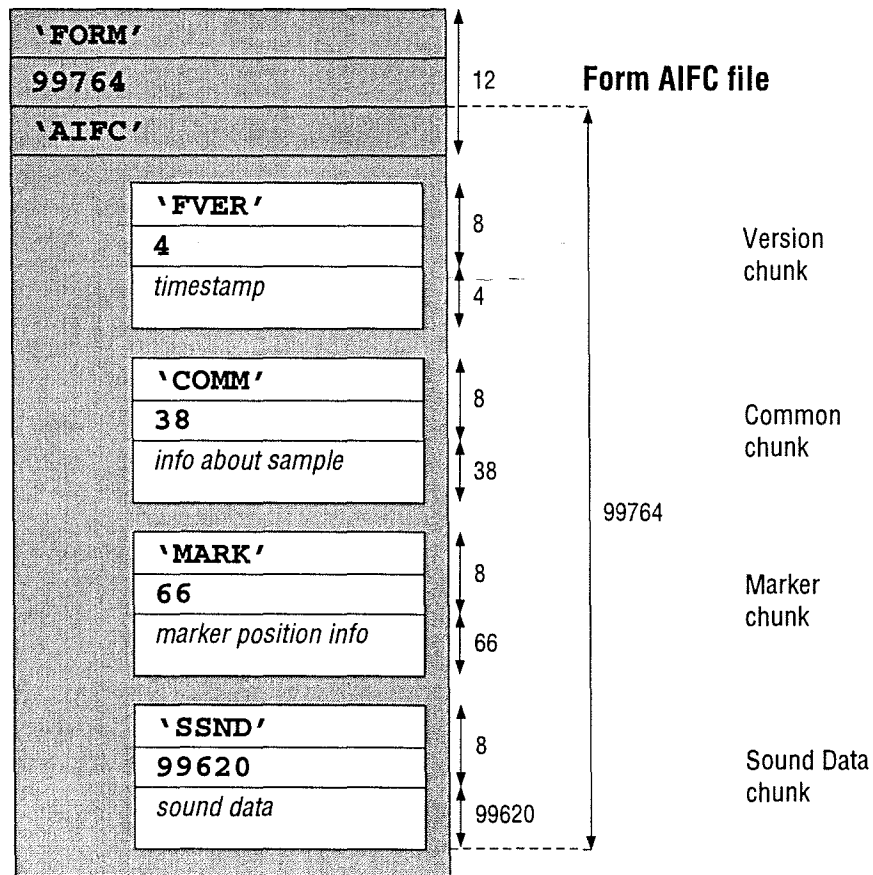 ‵FORM′
99764
12
Form AIFC file
‵AIFC′
‵FVER′
8
4
Version
chunk
timestamp
4
‵COMM′
8
38
Common
chunk
info about sample
38
99764
‵MARK′
8
66
Marker
chunk
marker position info
66
‵SSND′
8
99620
Sound Data
chunk
sound data
99620